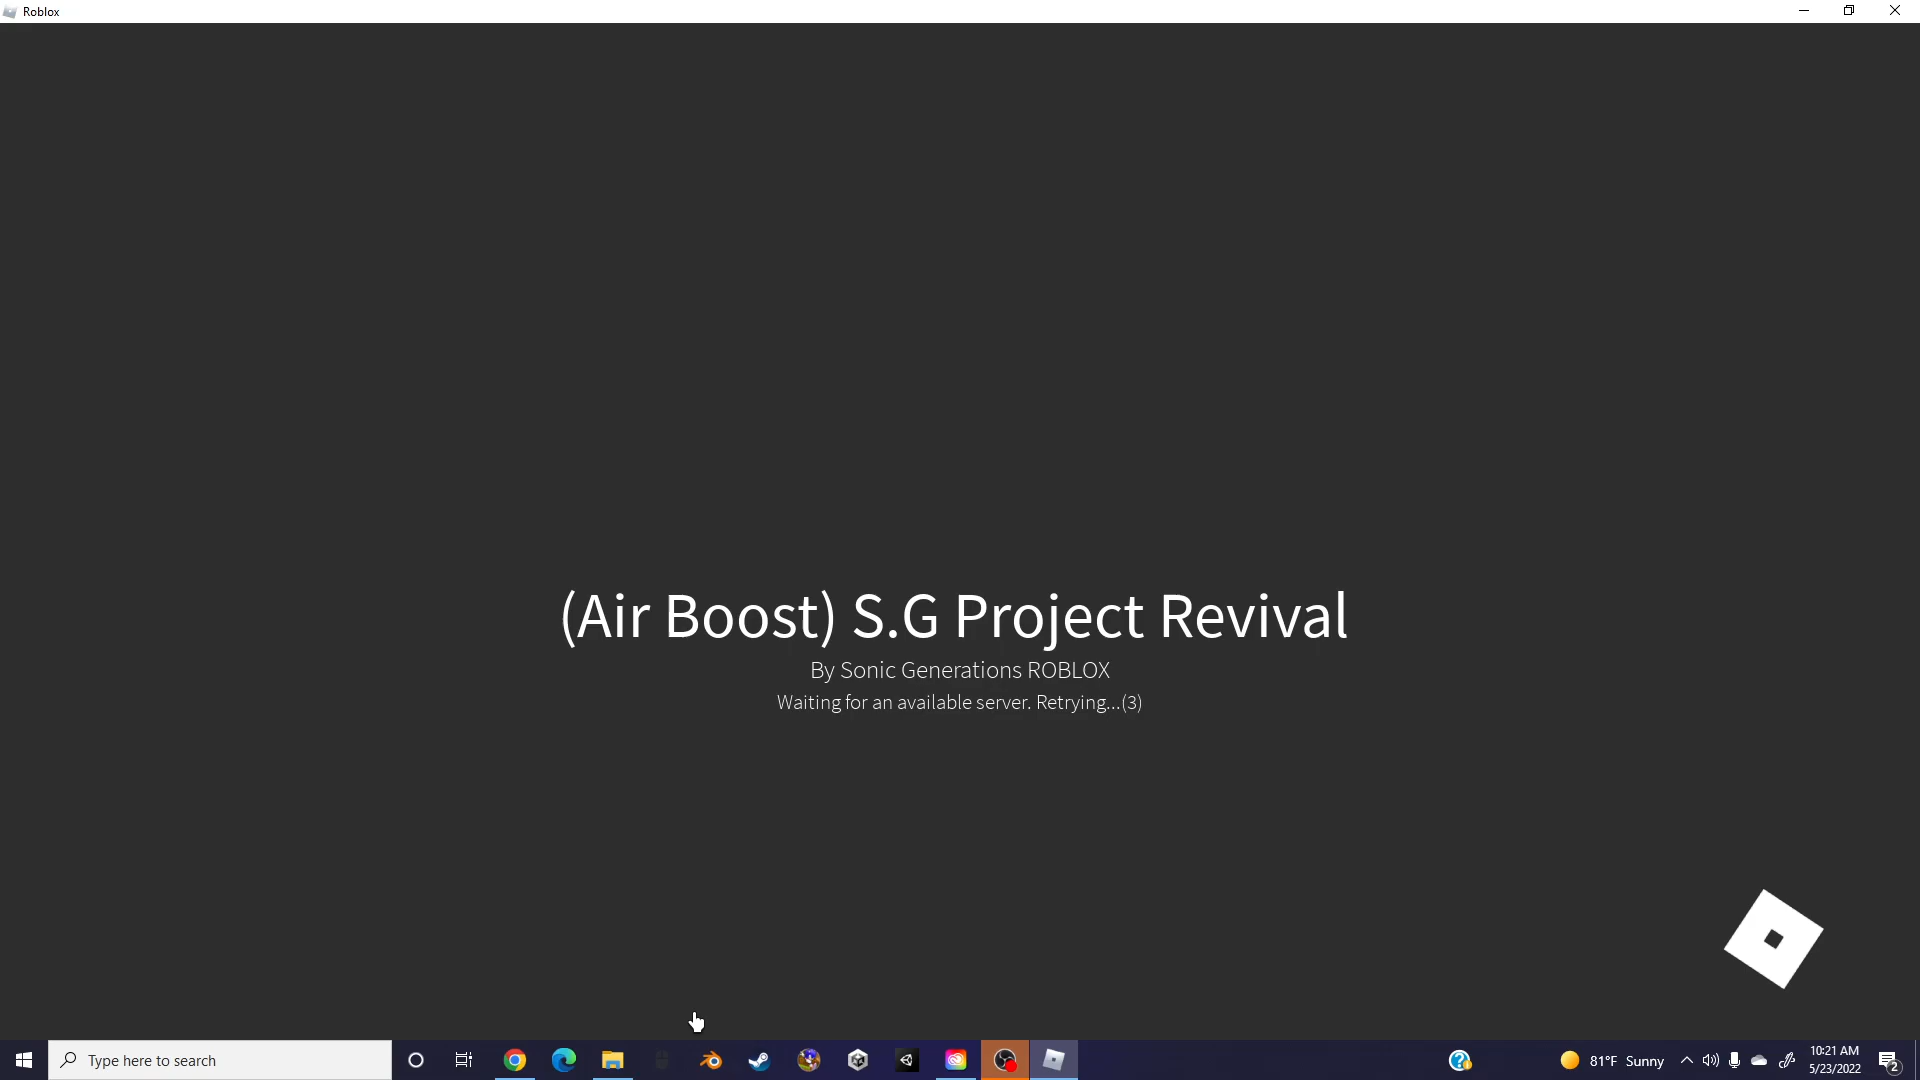 Roblox
(Air Boost) S.G Project Revival
By Sonic Generations ROBLOX
Waiting for an available server. Retrying...(3)
Type here to search
81°F Sunny
10:21 AM
5/23/2022
2